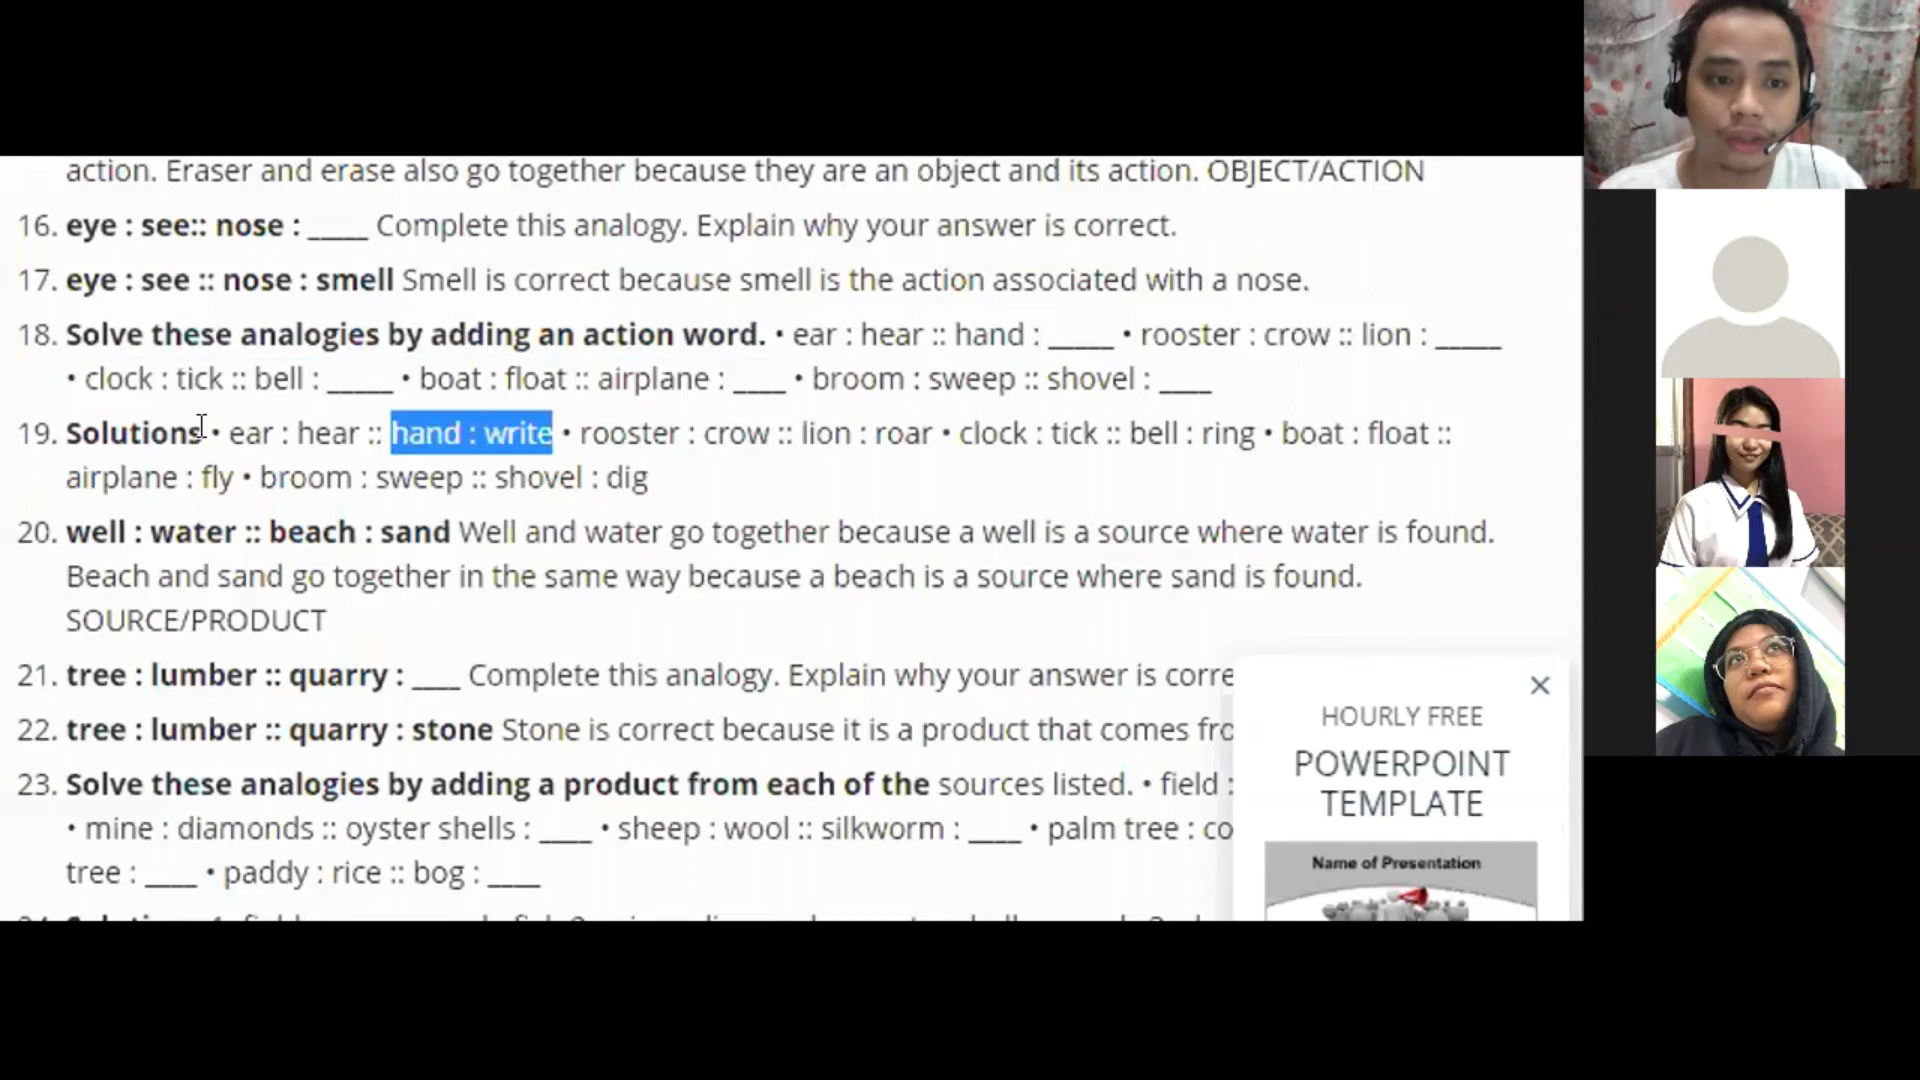 action. Eraser and erase also go together because they are an object and its action. OBJECT/ACTION
16. eye : see:: nose : _____ Complete this analogy. Explain why your answer is correct.
17. eye : see :: nose : smell Smell is correct because smell is the action associated with a nose.
18. Solve these analogies by adding an action word. • ear : hear :: hand : _____ • rooster : crow :: lion : _____
• clock : tick :: bell : _____ • boat : float :: airplane : ____ • broom : sweep :: shovel : ____
19. Solutions • ear : hear :: hand : write • rooster : crow :: lion : roar • clock : tick :: bell : ring • boat : float ::
airplane : fly • broom : sweep :: shovel : dig
20. well : water :: beach : sand Well and water go together because a well is a source where water is found.
Beach and sand go together in the same way because a beach is a source where sand is found.
SOURCE/PRODUCT
21. tree : lumber :: quarry : ____ Complete this analogy. Explain why your answer is corre
22. tree : lumber :: quarry : stone Stone is correct because it is a product that comes fro
23. Solve these analogies by adding a product from each of the sources listed. • field :
• mine : diamonds :: oyster shells : ____ • sheep : wool :: silkworm : ____ • palm tree : co
tree : ____ • paddy : rice :: bog : ____
HOURLY FREE
POWERPOINT
TEMPLATE
Name of Presentation